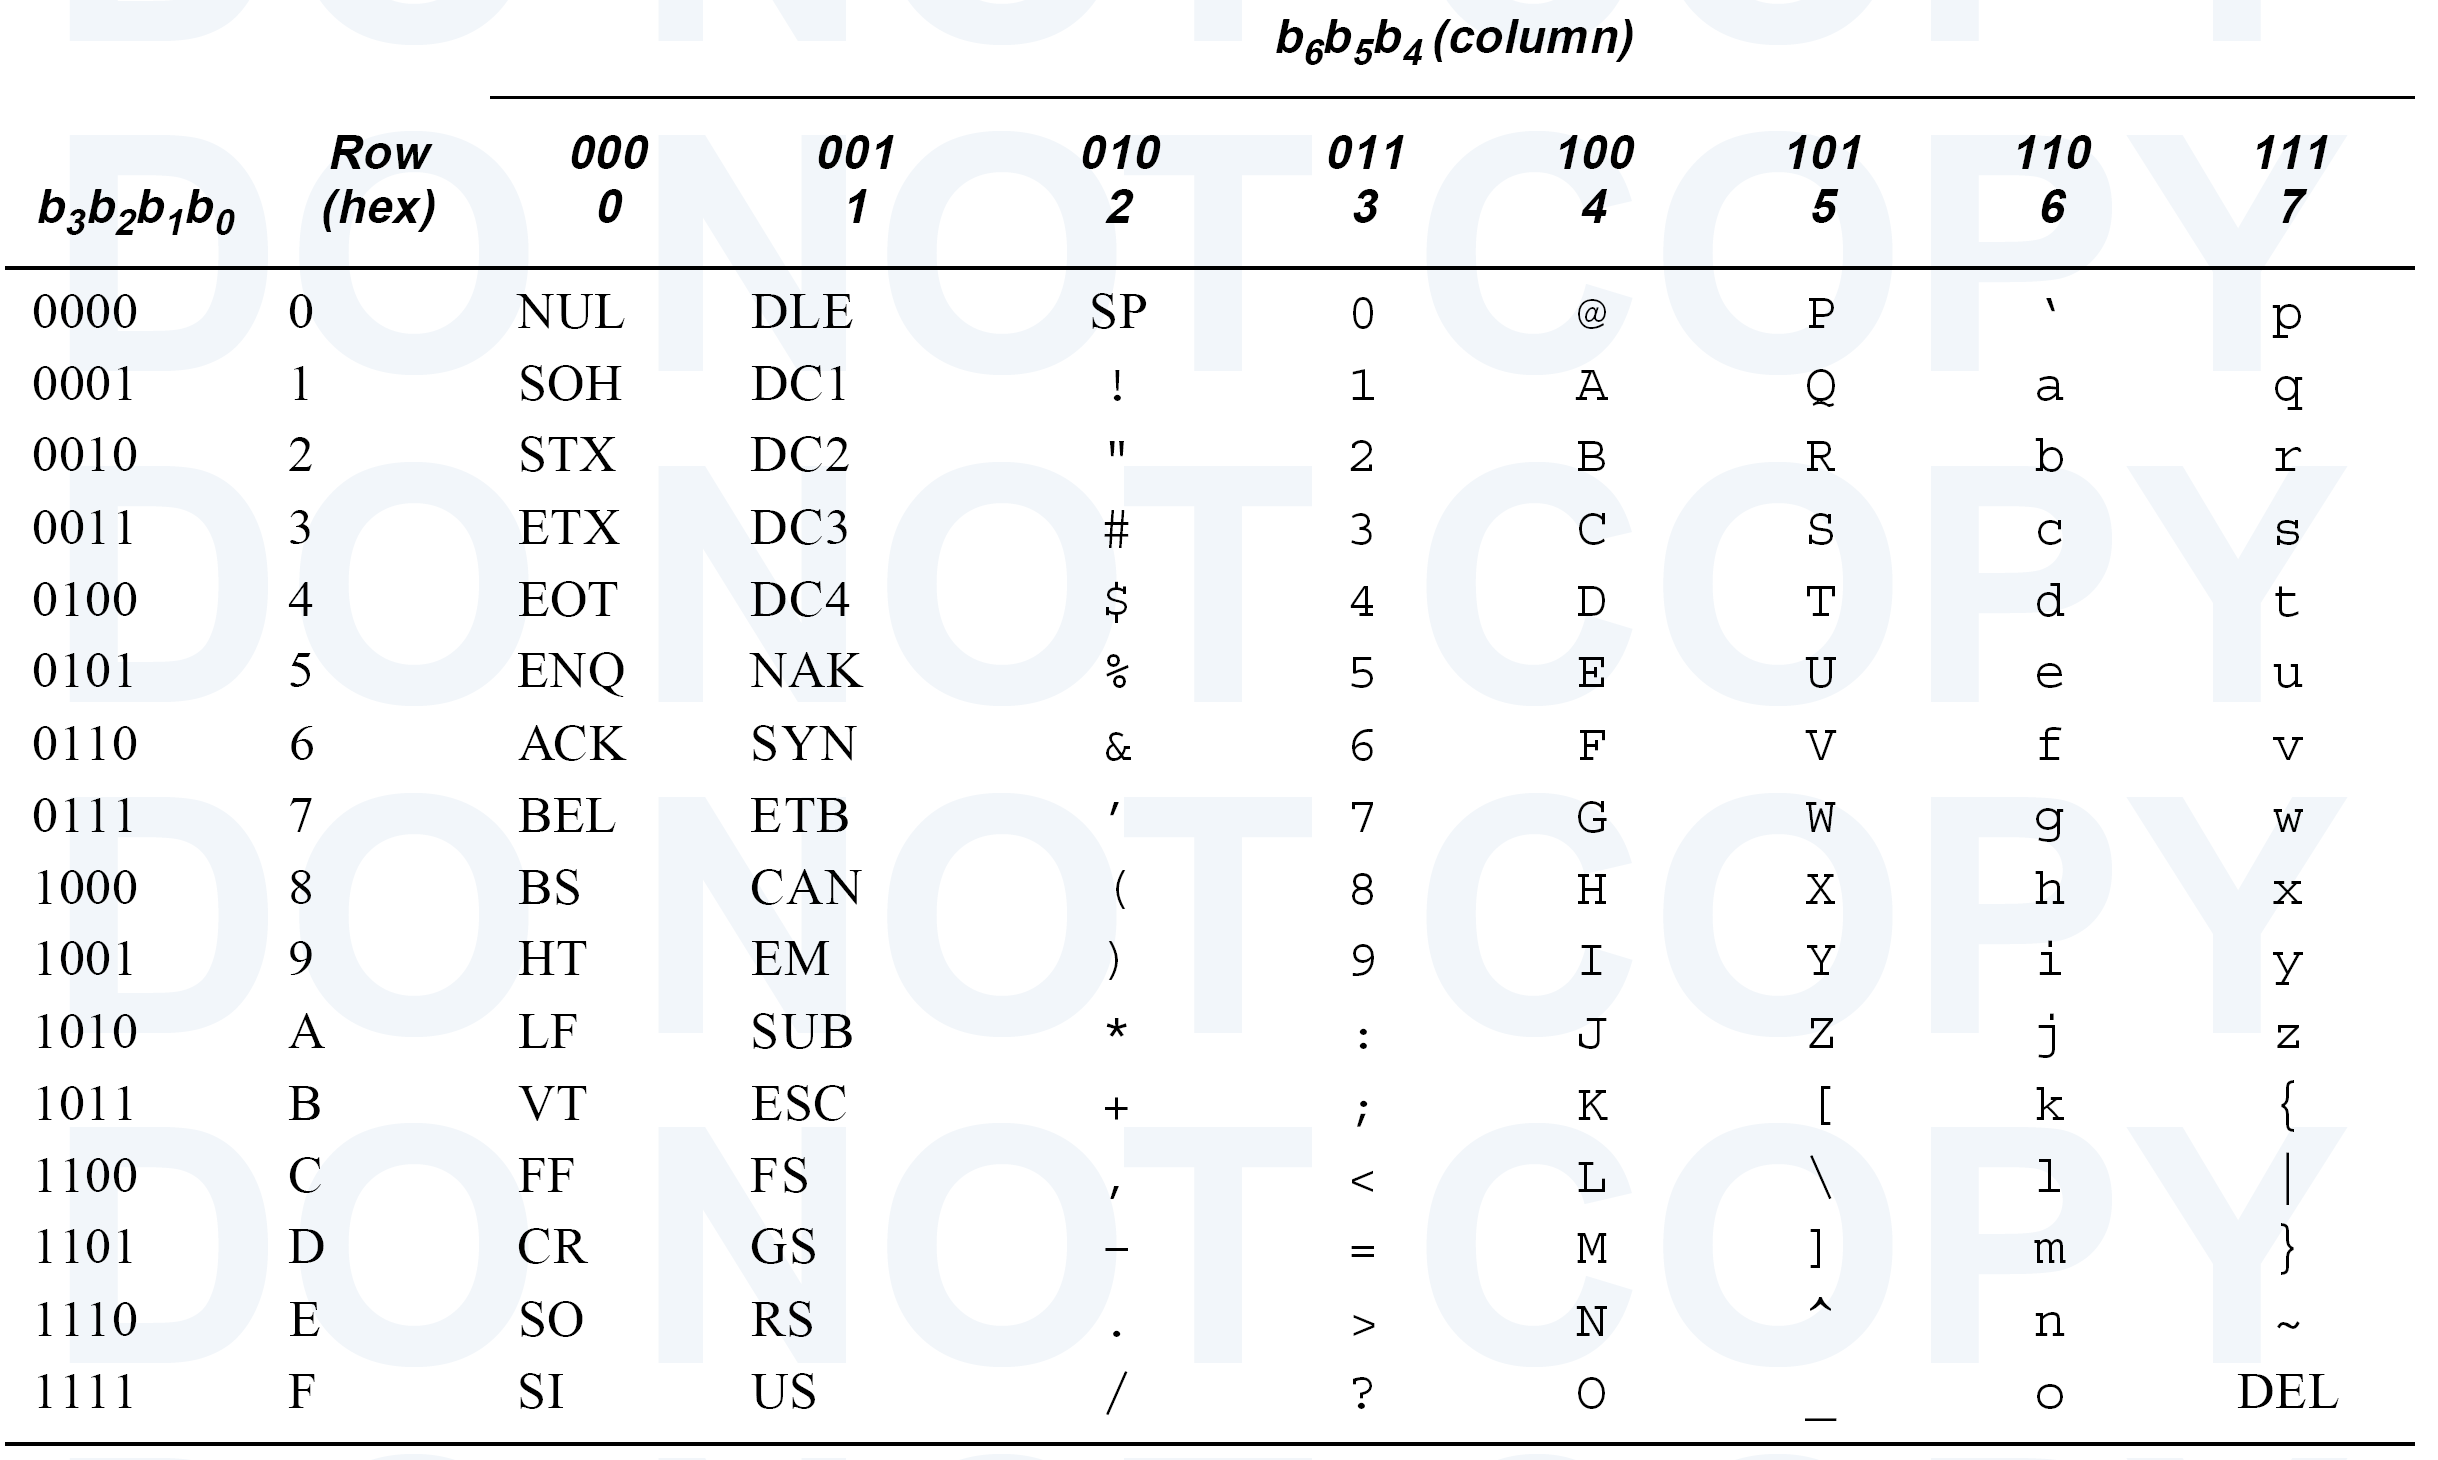 DO NOT COPY
b6b5b4 (column)
Row 000 001 010 011 100 101 110 111
b3b2b1b0 (hex) 0 1 2 3 4 5 6 7
0000 0 NUL DLE SP 0 @ P ‘ p
0001 1 SOH DC1 ! 1 A Q a q
0010 2 STX DC2 " 2 B R b r
0011 3 ETX DC3 # 3 C S c s
0100 4 EOT DC4 $ 4 D T d t
0101 5 ENQ NAK % 5 E U e u
0110 6 ACK SYN & 6 F V f v
0111 7 BEL ETB ′ 7 G W g w
1000 8 BS CAN ( 8 H X h x
1001 9 HT EM ) 9 I Y i y
1010 A LF SUB * : J Z j z
1011 B VT ESC + ; K [ k {
1100 C FF FS , < L \ l |
1101 D CR GS – = M ] m }
1110 E SO RS . > N ^ n ~
1111 F SI US / ? O _ o DEL
DO NOT COPY
DO NOT COPY
DO NOT COPY
DO NOT COPY